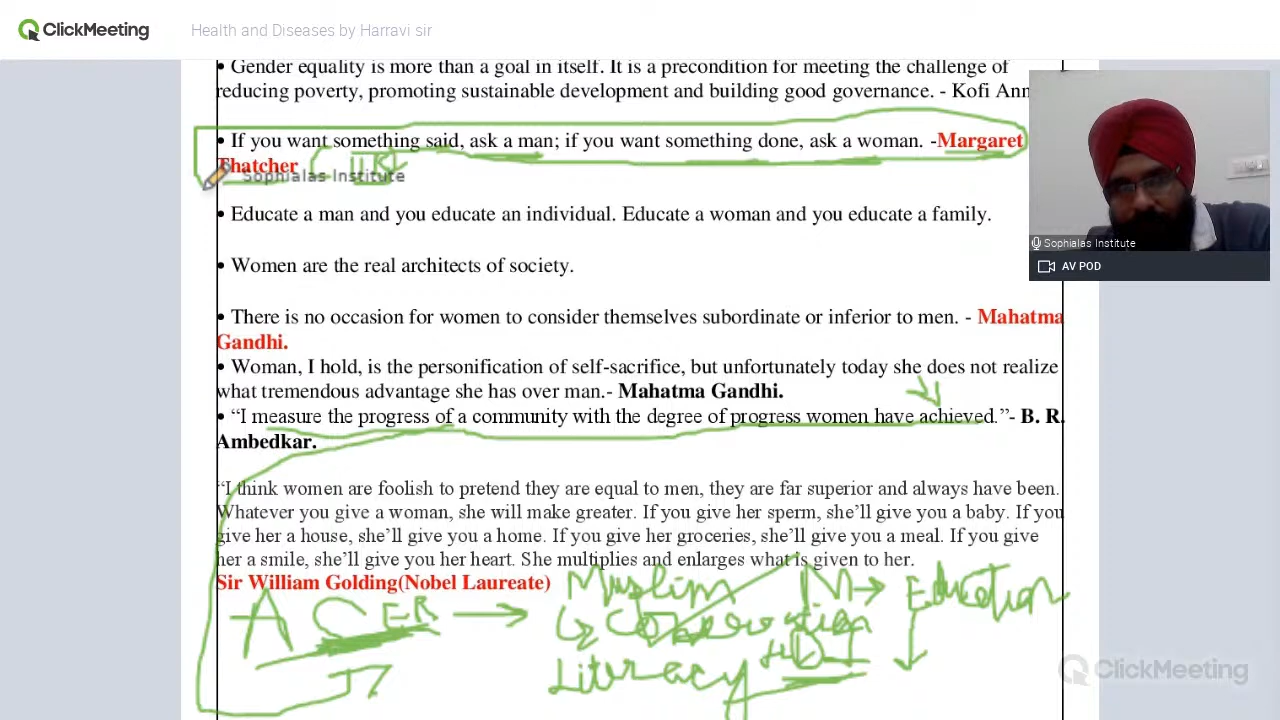 ClickMeeting Health and Diseases by Harravi sir
• Gender equality is more than a goal in itself. It is a precondition for meeting the challenge of
reducing poverty, promoting sustainable development and building good governance. - Kofi Ann
• If you want something said, ask a man; if you want something done, ask a woman. -Margaret
Thatcher
Sophialas Institute
Sophialas Institute
AV POD
• Educate a man and you educate an individual. Educate a woman and you educate a family.
• Women are the real architects of society.
• There is no occasion for women to consider themselves subordinate or inferior to men. - Mahatma
Gandhi.
• Woman, I hold, is the personification of self-sacrifice, but unfortunately today she does not realize
what tremendous advantage she has over man.- Mahatma Gandhi.
• “I measure the progress of a community with the degree of progress women have achieved.”- B. R.
Ambedkar.
“I think women are foolish to pretend they are equal to men, they are far superior and always have been.
Whatever you give a woman, she will make greater. If you give her sperm, she’ll give you a baby. If you
give her a house, she’ll give you a home. If you give her groceries, she’ll give you a meal. If you give
her a smile, she’ll give you her heart. She multiplies and enlarges what is given to her.
Sir William Golding(Nobel Laureate)
Muslim M → Education
ASER →
Literacy HDI
ClickMeeting